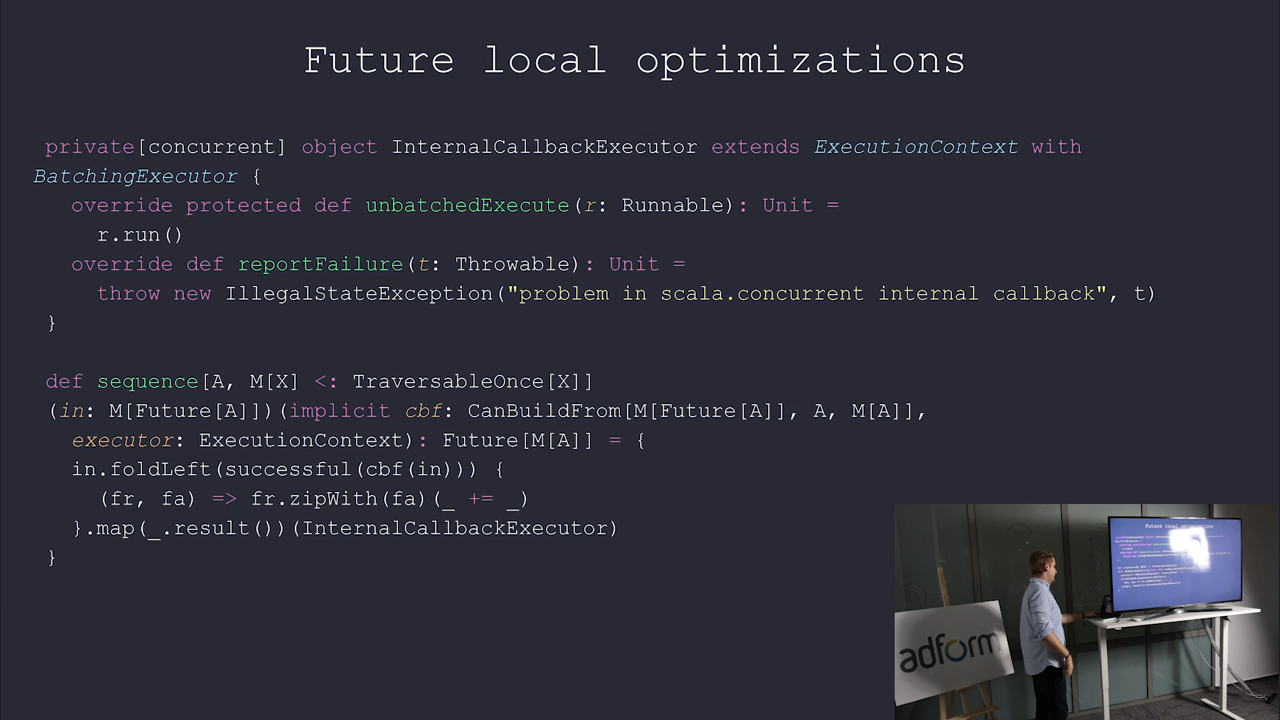 Future local optimizations
private[concurrent] object InternalCallbackExecutor extends ExecutionContext with
BatchingExecutor {
override protected def unbatchedExecute(r: Runnable): Unit =
r.run()
override def reportFailure(t: Throwable): Unit =
throw new IllegalStateException("problem in scala.concurrent internal callback", t)
}
def sequence[A, M[X] <: TraversableOnce[X]]
(in: M[Future[A]])(implicit cbf: CanBuildFrom[M[Future[A]], A, M[A]],
executor: ExecutionContext): Future[M[A]] = {
in.foldLeft(successful(cbf(in))) {
(fr, fa) => fr.zipWith(fa)(_ += _)
}.map(_.result())(InternalCallbackExecutor)
}
Future local optimizations
adform